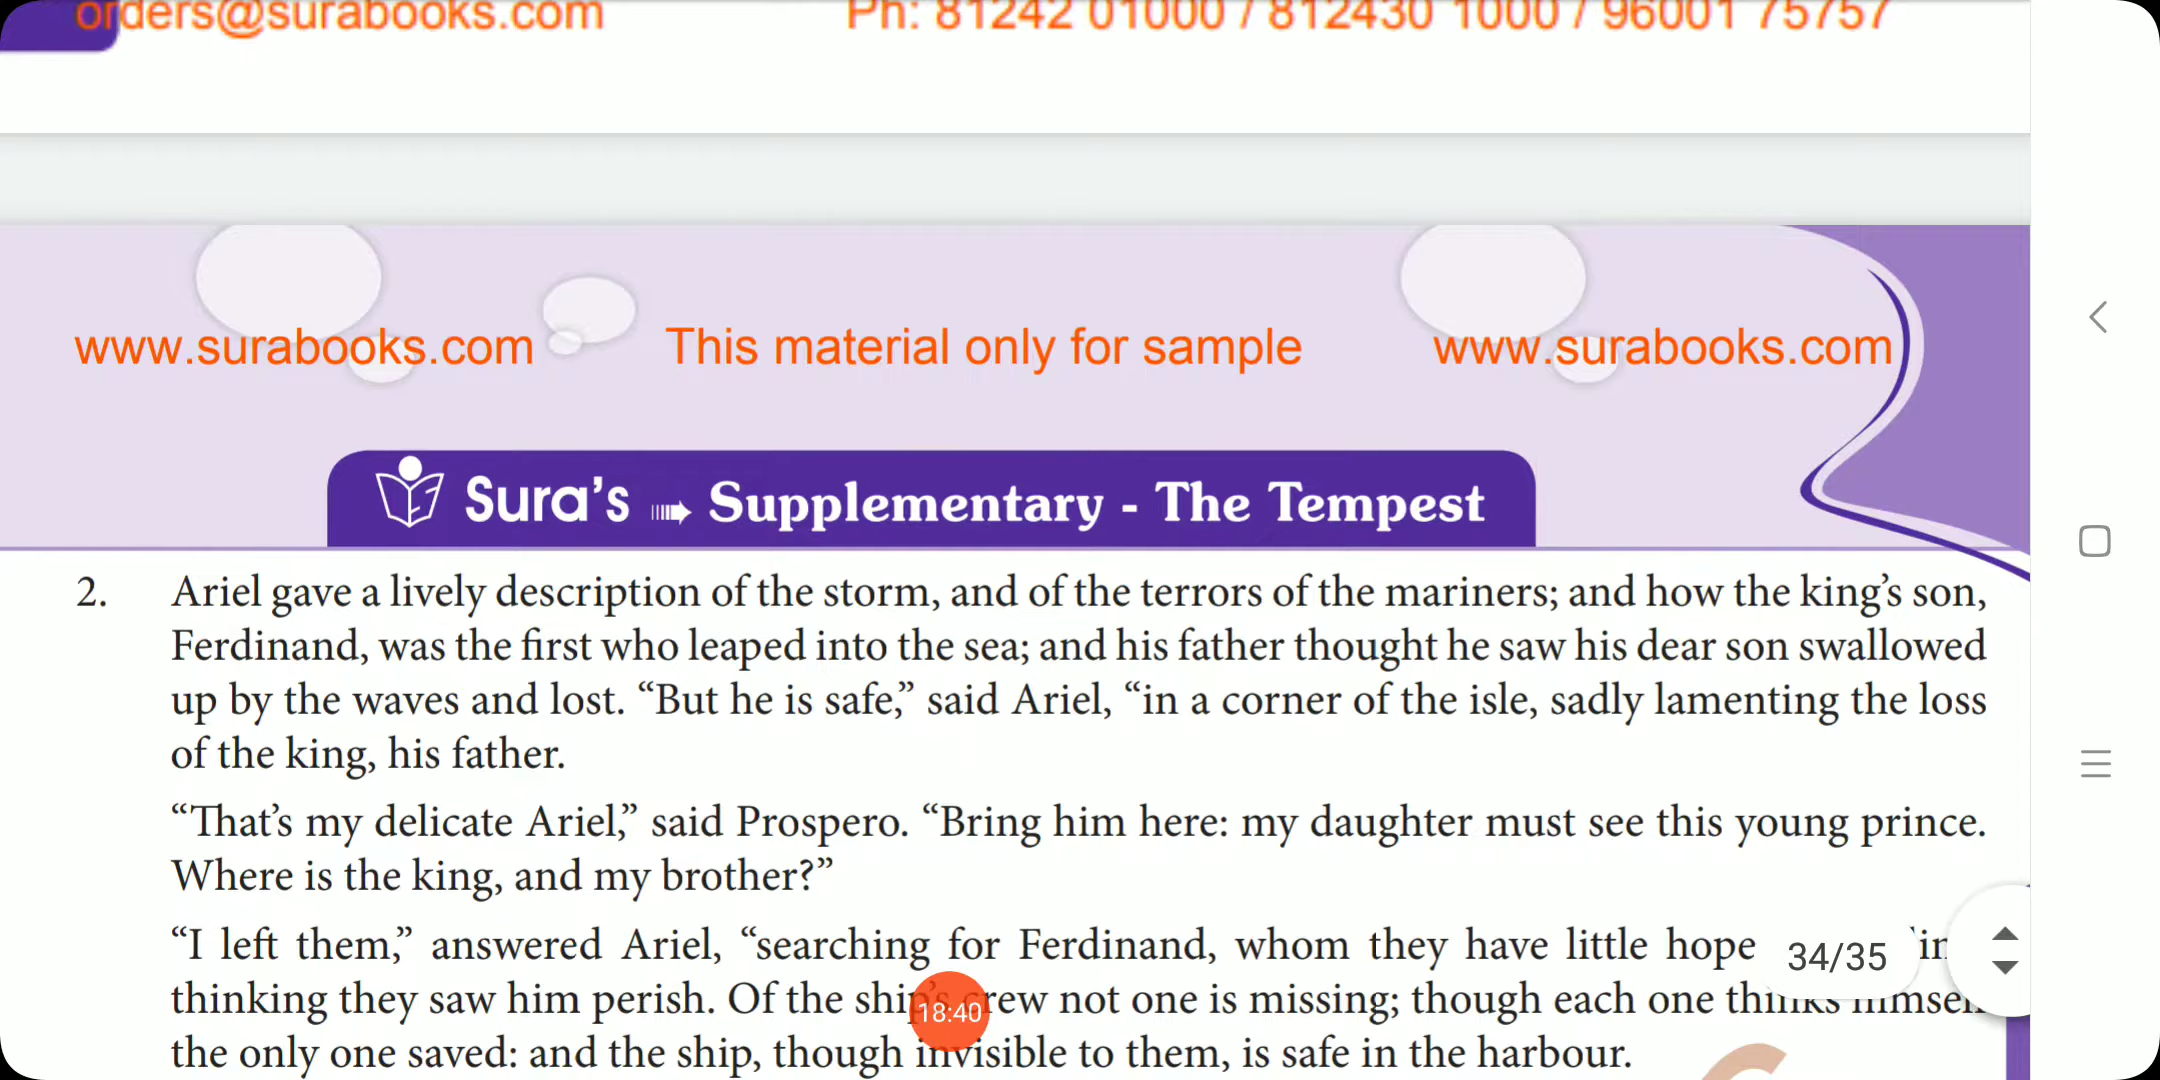 orders@surabooks.com Ph: 81242 01000 / 812430 1000 / 96001 75757
www.surabooks.com This material only for sample www.surabooks.com
Sura's Supplementary - The Tempest
2. Ariel gave a lively description of the storm, and of the terrors of the mariners; and how the king's son,
Ferdinand, was the first who leaped into the sea; and his father thought he saw his dear son swallowed
up by the waves and lost. “But he is safe,” said Ariel, “in a corner of the isle, sadly lamenting the loss
of the king, his father.
“That's my delicate Ariel,” said Prospero. “Bring him here: my daughter must see this young prince.
Where is the king, and my brother?”
“I left them,” answered Ariel, “searching for Ferdinand, whom they have little hope
34/35
thinking they saw him perish. Of the ship's crew not one is missing; though each one thinks himself
18:40
the only one saved: and the ship, though invisible to them, is safe in the harbour.